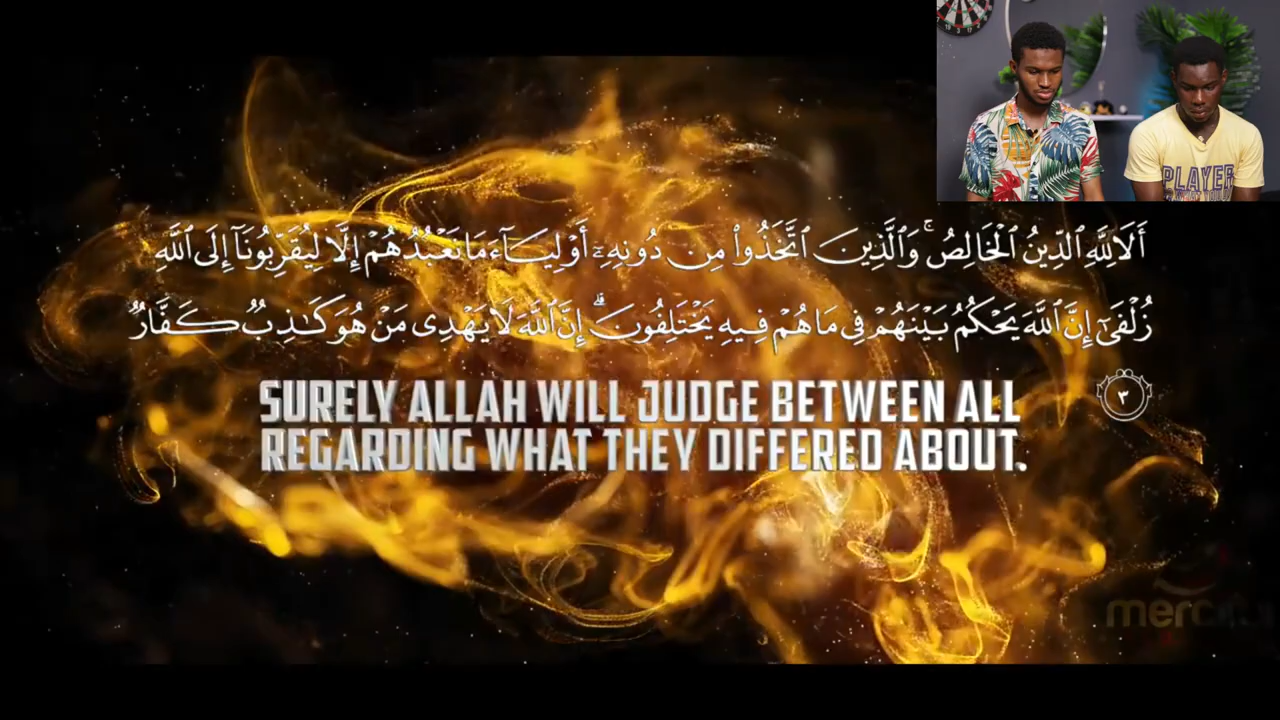 أَلَا لِلَّهِ ٱلدِّينُ ٱلْخَالِصُ ۚ وَٱلَّذِينَ ٱتَّخَذُوا۟ مِن دُونِهِۦٓ أَوْلِيَآءَ مَا نَعْبُدُهُمْ إِلَّا لِيُقَرِّبُونَآ إِلَى ٱللَّهِ
زُلْفَىٰٓ إِنَّ ٱللَّهَ يَحْكُمُ بَيْنَهُمْ فِى مَا هُمْ فِيهِ يَخْتَلِفُونَ ۗ إِنَّ ٱللَّهَ لَا يَهْدِى مَنْ هُوَ كَـٰذِبٌ كَفَّارٌ
٣
SURELY ALLAH WILL JUDGE BETWEEN ALL
REGARDING WHAT THEY DIFFERED ABOUT.
PLAYER